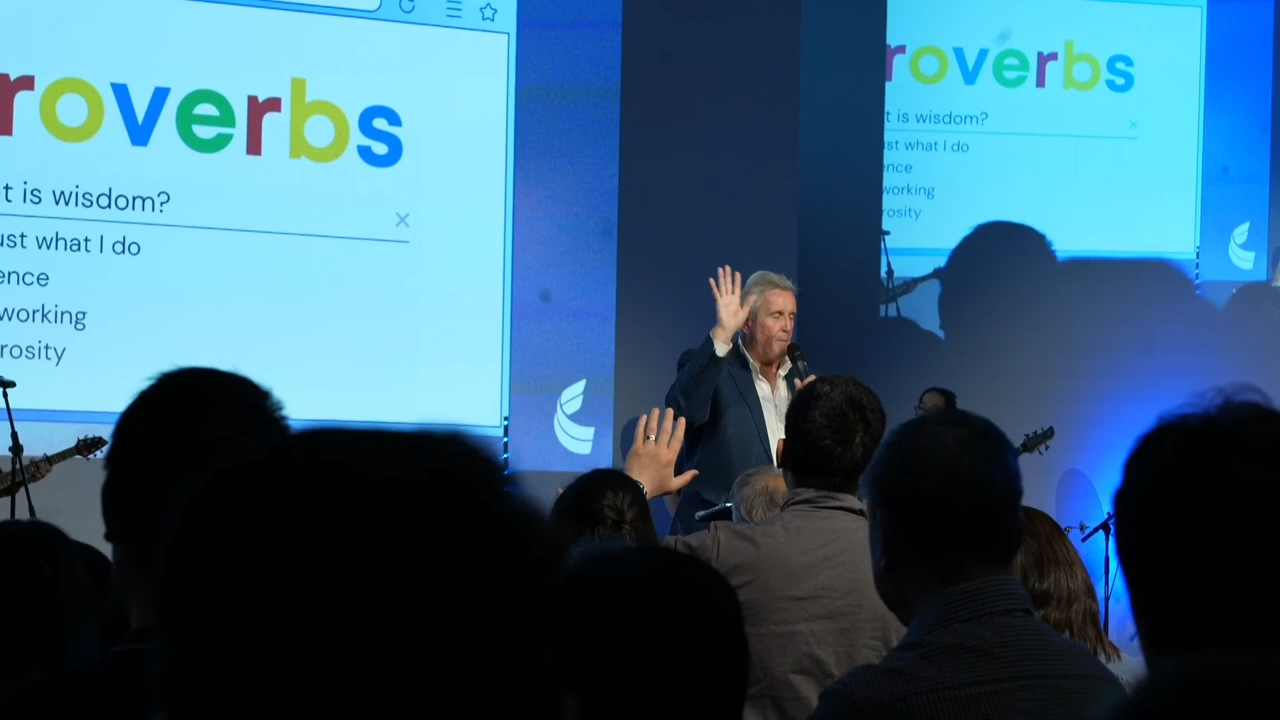 roverbs
t is wisdom?
ust what I do
ence
working
rosity
roverbs
t is wisdom?
ust what I do
ence
working
rosity